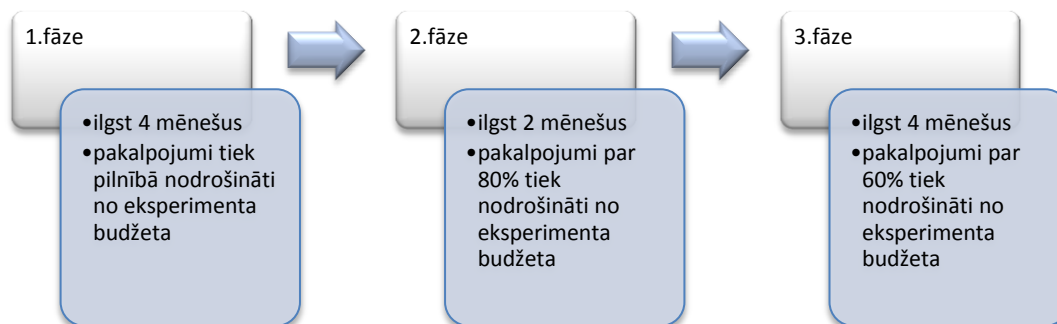 1.fāze
•ilgst 4 mēnešus
•pakalpojumi tiek
pilnībā nodrošināti
no eksperimenta
budžeta
2.fāze
•ilgst 2 mēnešus
•pakalpojumi par
80% tiek
nodrošināti no
eksperimenta
budžeta
3.fāze
•ilgst 4 mēnešus
•pakalpojumi par
60% tiek
nodrošināti no
eksperimenta
budžeta